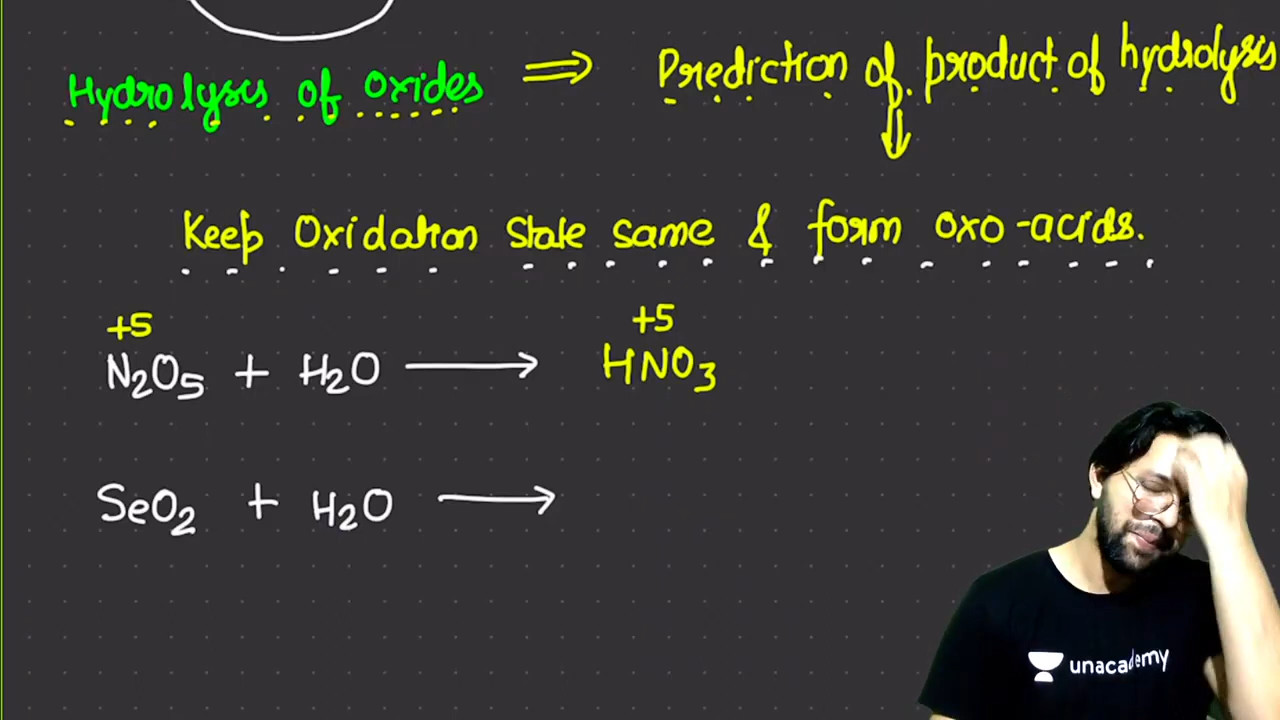 Hydrolysis of oxides ⇒ Prediction of product of hydrolysis
⇓
Keep Oxidation State same & form oxo-acids.
+5 +5
N2O5 + H2O ⟶ HNO3
SeO2 + H2O ⟶
unacademy